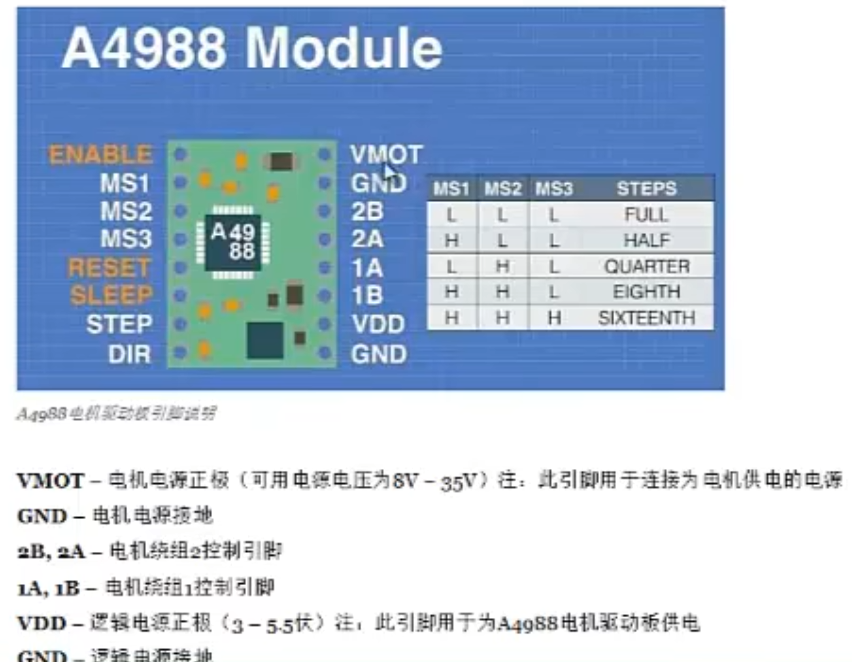 A4988 Module
ENABLE
MS1
MS2
MS3
RESET
SLEEP
STEP
DIR
A49
88
VMOT
GND
2B
2A
1A
1B
VDD
GND
MS1 MS2 MS3 STEPS
L L L FULL
H L L HALF
L H L QUARTER
H H L EIGHTH
H H H SIXTEENTH
A4988电机驱动板引脚说明
VMOT – 电机电源正极（可用电源电压为8V – 35V）注：此引脚用于连接为电机供电的电源
GND – 电机电源接地
2B, 2A – 电机绕组2控制引脚
1A, 1B – 电机绕组1控制引脚
VDD – 逻辑电源正极（3 – 5.5伏）注：此引脚用于为A4988电机驱动板供电
GND – 逻辑电源接地